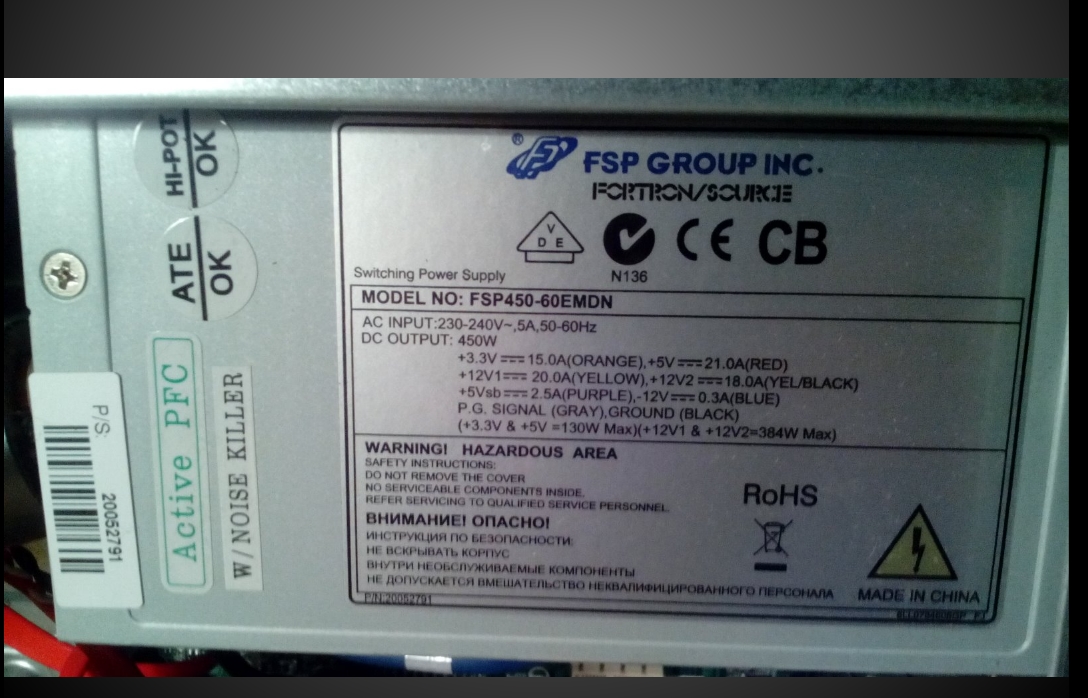 HI-POT
OK
ATE
OK
Active PFC
W/NOISE KILLER
P/S:
20052791
®
FSP GROUP INC.
FORTRON/SOURCE
V
D E
CE CB
N136
Switching Power Supply
MODEL NO: FSP450-60EMDN
AC INPUT:230-240V~,5A,50-60Hz
DC OUTPUT: 450W
+3.3V⎓15.0A(ORANGE),+5V⎓21.0A(RED)
+12V1⎓ 20.0A(YELLOW),+12V2⎓18.0A(YEL/BLACK)
+5Vsb⎓2.5A(PURPLE),-12V⎓0.3A(BLUE)
P.G. SIGNAL (GRAY),GROUND (BLACK)
(+3.3V & +5V =130W Max)(+12V1 & +12V2=384W Max)
WARNING! HAZARDOUS AREA
SAFETY INSTRUCTIONS:
DO NOT REMOVE THE COVER
NO SERVICEABLE COMPONENTS INSIDE.
REFER SERVICING TO QUALIFIED SERVICE PERSONNEL
ВНИМАНИЕ! ОПАСНО!
ИНСТРУКЦИЯ ПО БЕЗОПАСНОСТИ:
НЕ ВСКРЫВАТЬ КОРПУС
ВНУТРИ НЕОБСЛУЖИВАЕМЫЕ КОМПОНЕНТЫ
НЕ ДОПУСКАЕТСЯ ВМЕШАТЕЛЬСТВО НЕКВАЛИФИЦИРОВАННОГО ПЕРСОНАЛА
P/N:20052791
RoHS
MADE IN CHINA